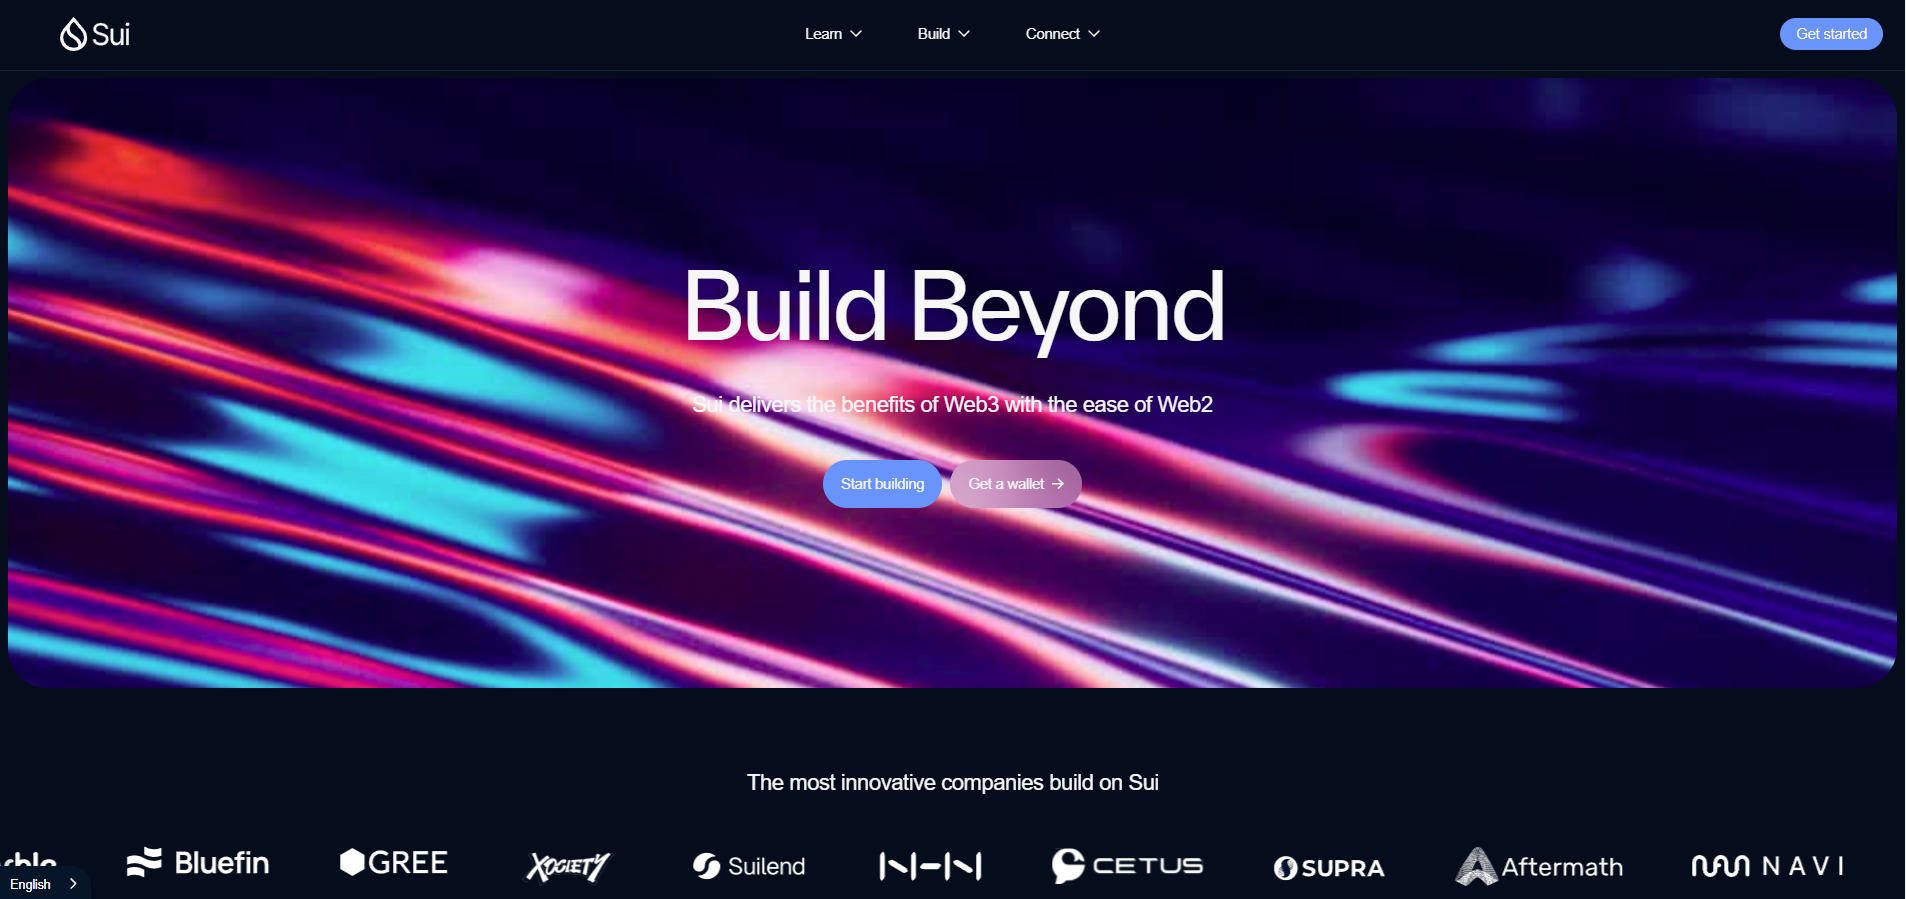 Sui
Learn
Build
Connect
Get started
Build Beyond
Sui delivers the benefits of Web3 with the ease of Web2
Start building
Get a wallet →
The most innovative companies build on Sui
Bluefin
GREE
XOCIETY
Suilend
CETUS
SUPRA
Aftermath
NAVI
English